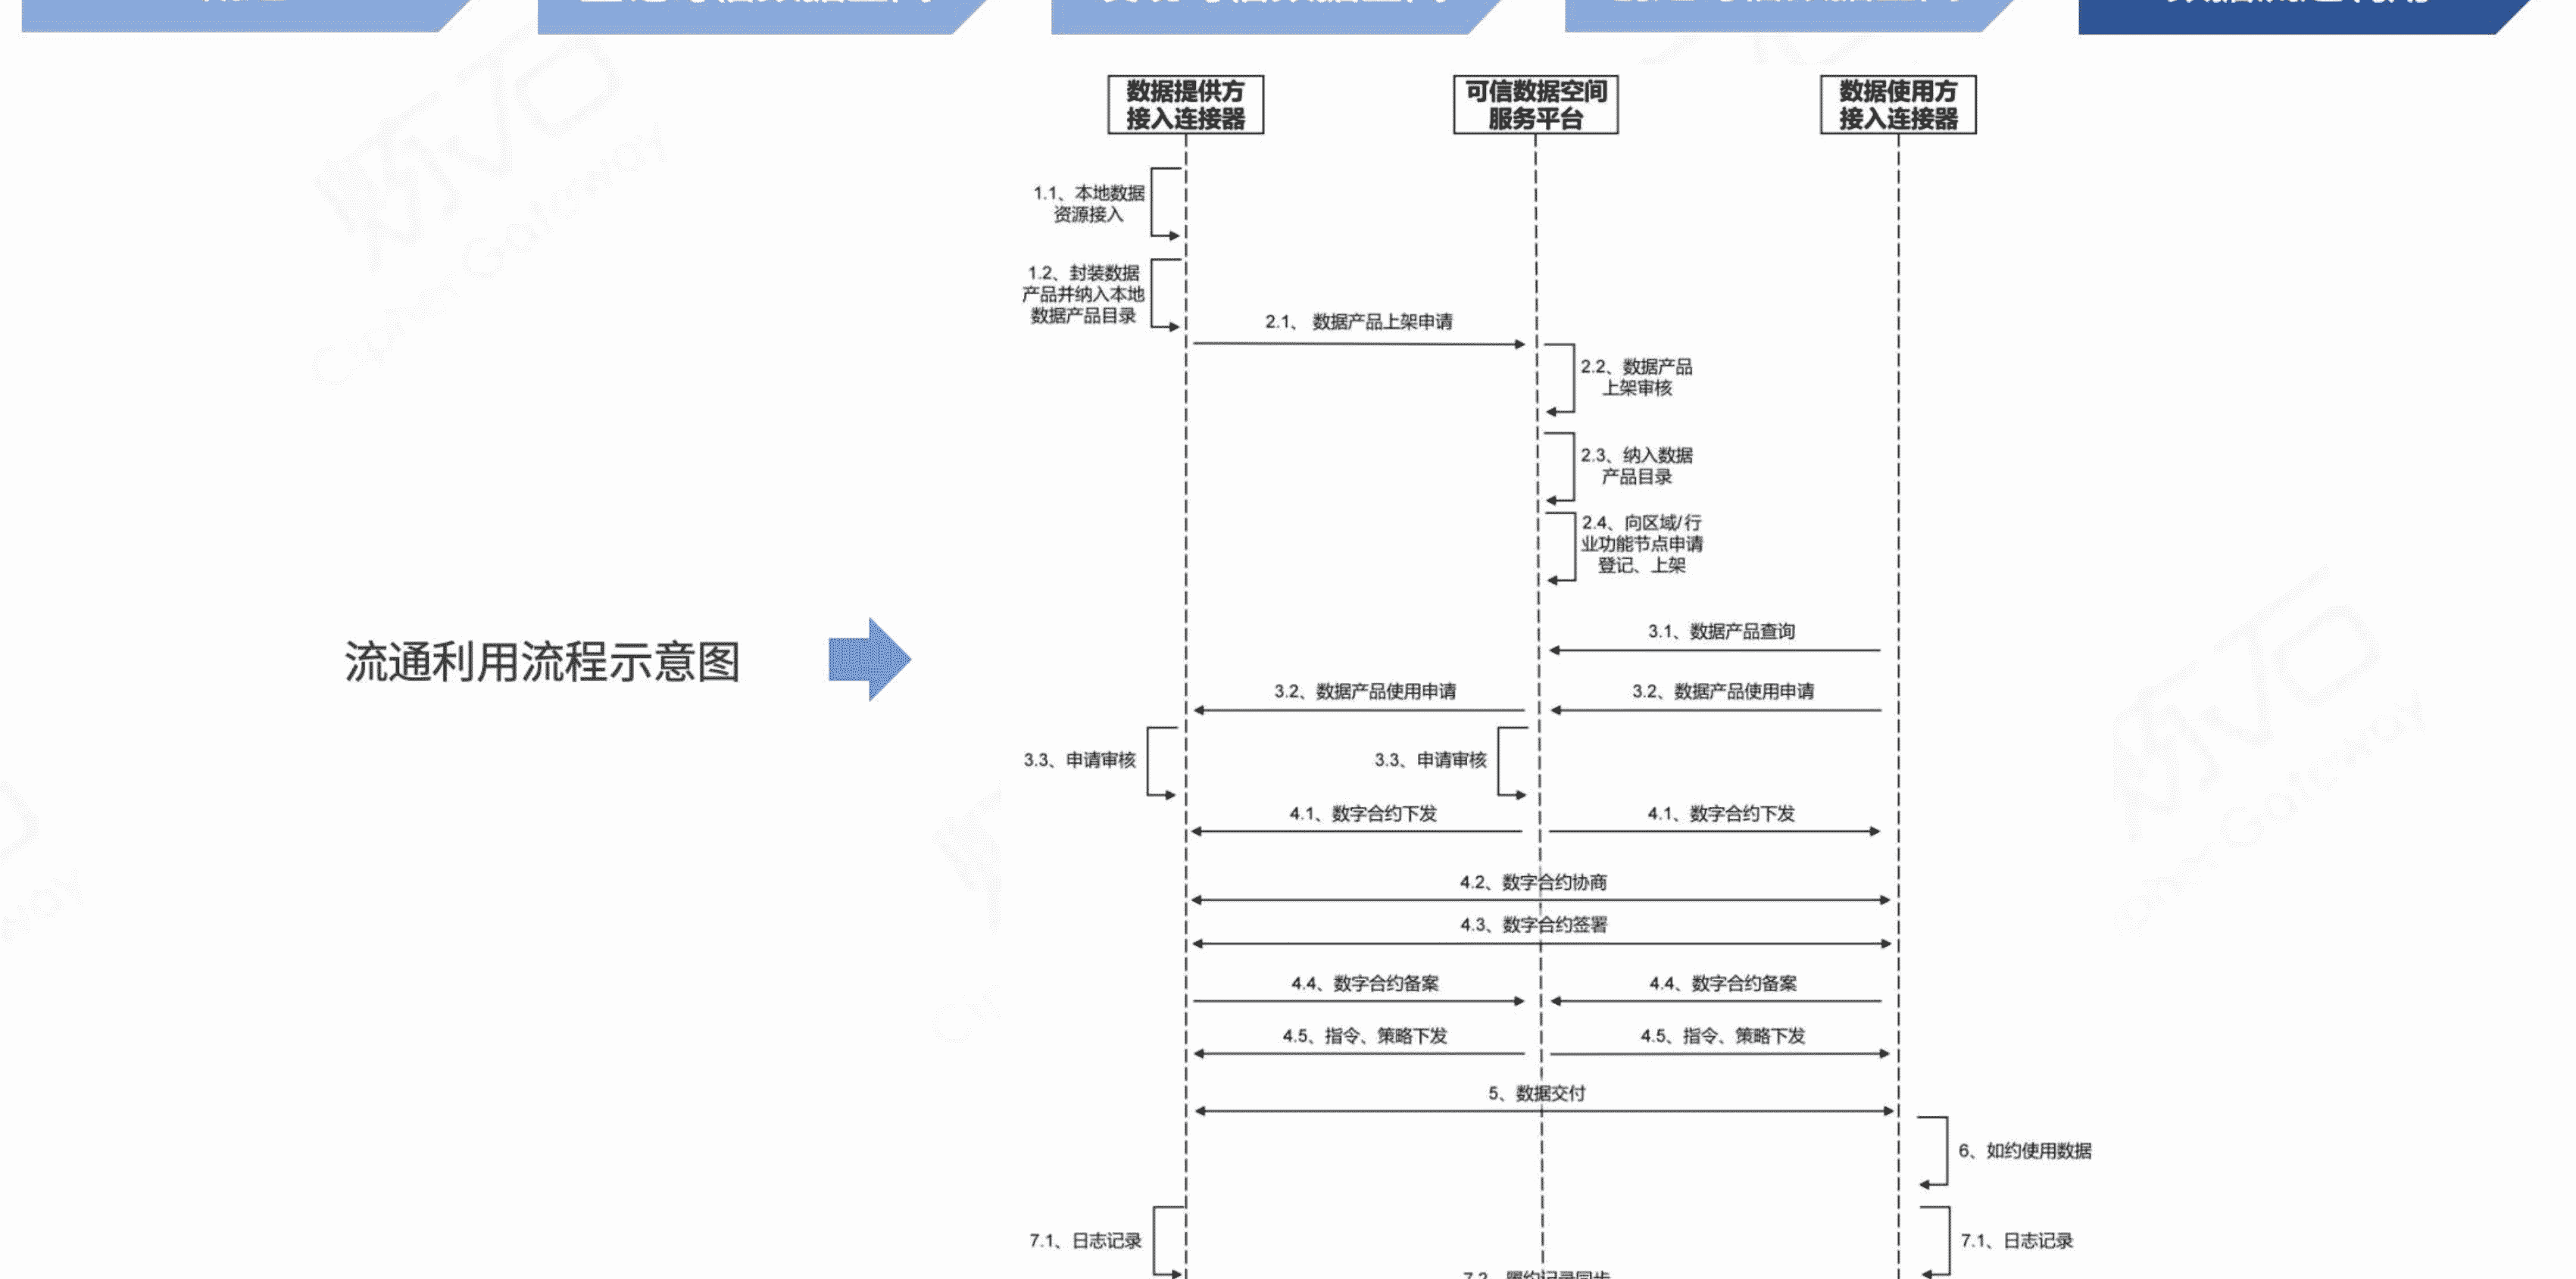 数据提供方
接入连接器
可信数据空间
服务平台
数据使用方
接入连接器
1.1、本地数据
资源接入
1.2、封装数据
产品并纳入本地
数据产品目录
2.1、 数据产品上架申请
2.2、数据产品
上架审核
2.3、纳入数据
产品目录
2.4、向区域/行
业功能节点申请
登记、上架
流通利用流程示意图
3.1、数据产品查询
3.2、数据产品使用申请
3.2、数据产品使用申请
3.3、申请审核
3.3、申请审核
4.1、数字合约下发
4.1、数字合约下发
4.2、数字合约协商
4.3、数字合约签署
4.4、数字合约备案
4.4、数字合约备案
4.5、指令、策略下发
4.5、指令、策略下发
5、数据交付
6、如约使用数据
7.1、日志记录
7.1、日志记录
7.2、履约记录同步
Cipher Gateway